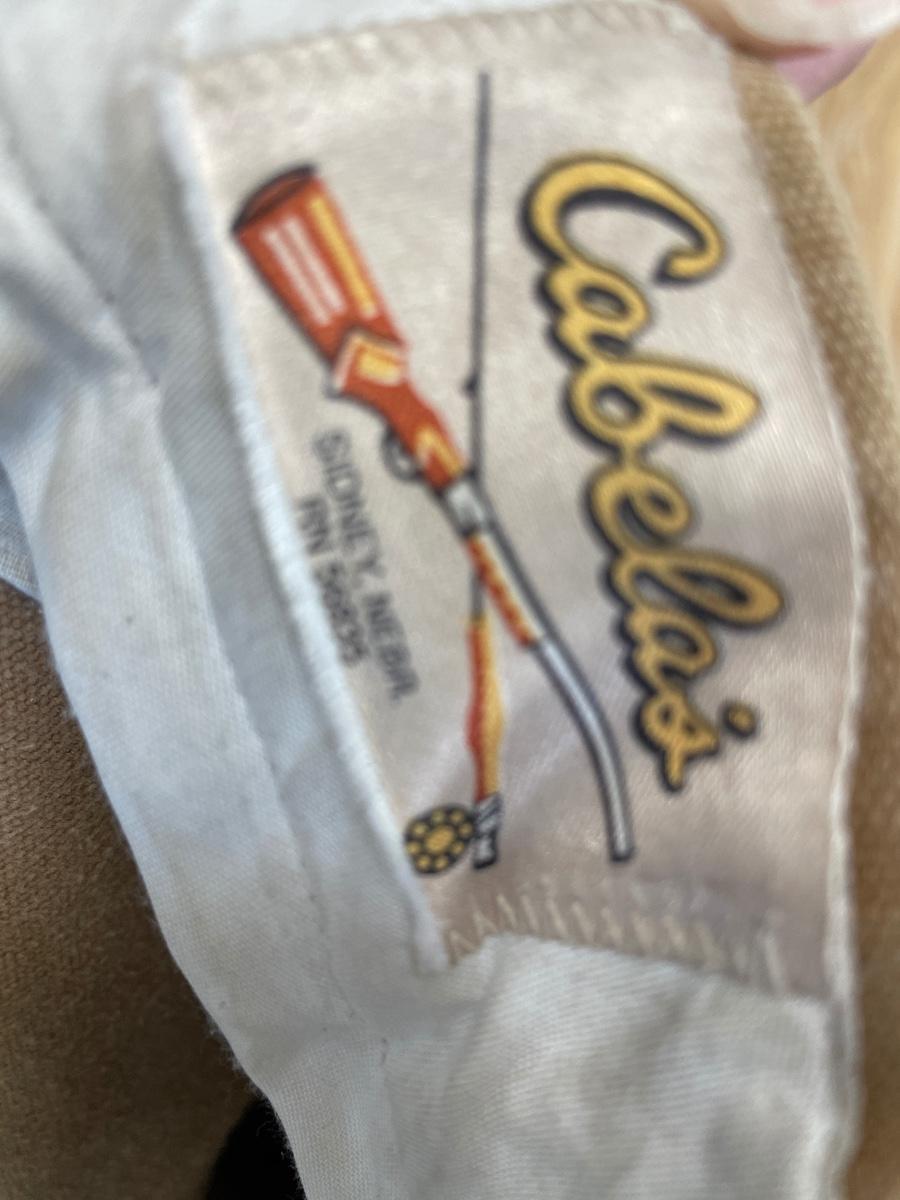 Cabela's
SIDNEY, NEBR.
RN 56835